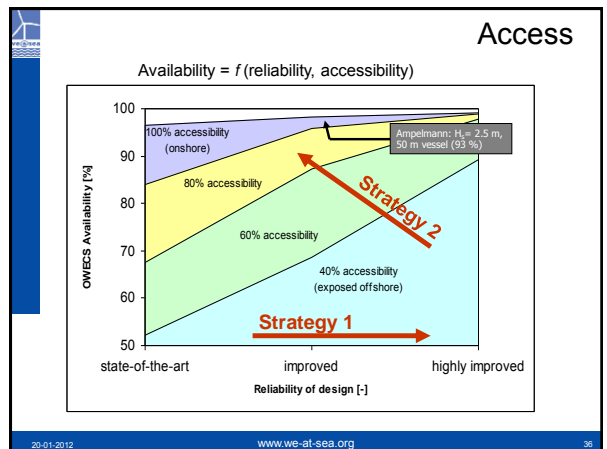 we@sea
Access
Availability = f (reliability, accessibility)
100
90
80
70
60
50
OWECS Availability [%]
100% accessibility
(onshore)
80% accessibility
60% accessibility
40% accessibility
(exposed offshore)
Ampelmann: Hs= 2.5 m,
50 m vessel (93 %)
Strategy 2
Strategy 1
state-of-the-art
improved
highly improved
Reliability of design [-]
20-01-2012
www.we-at-sea.org
36